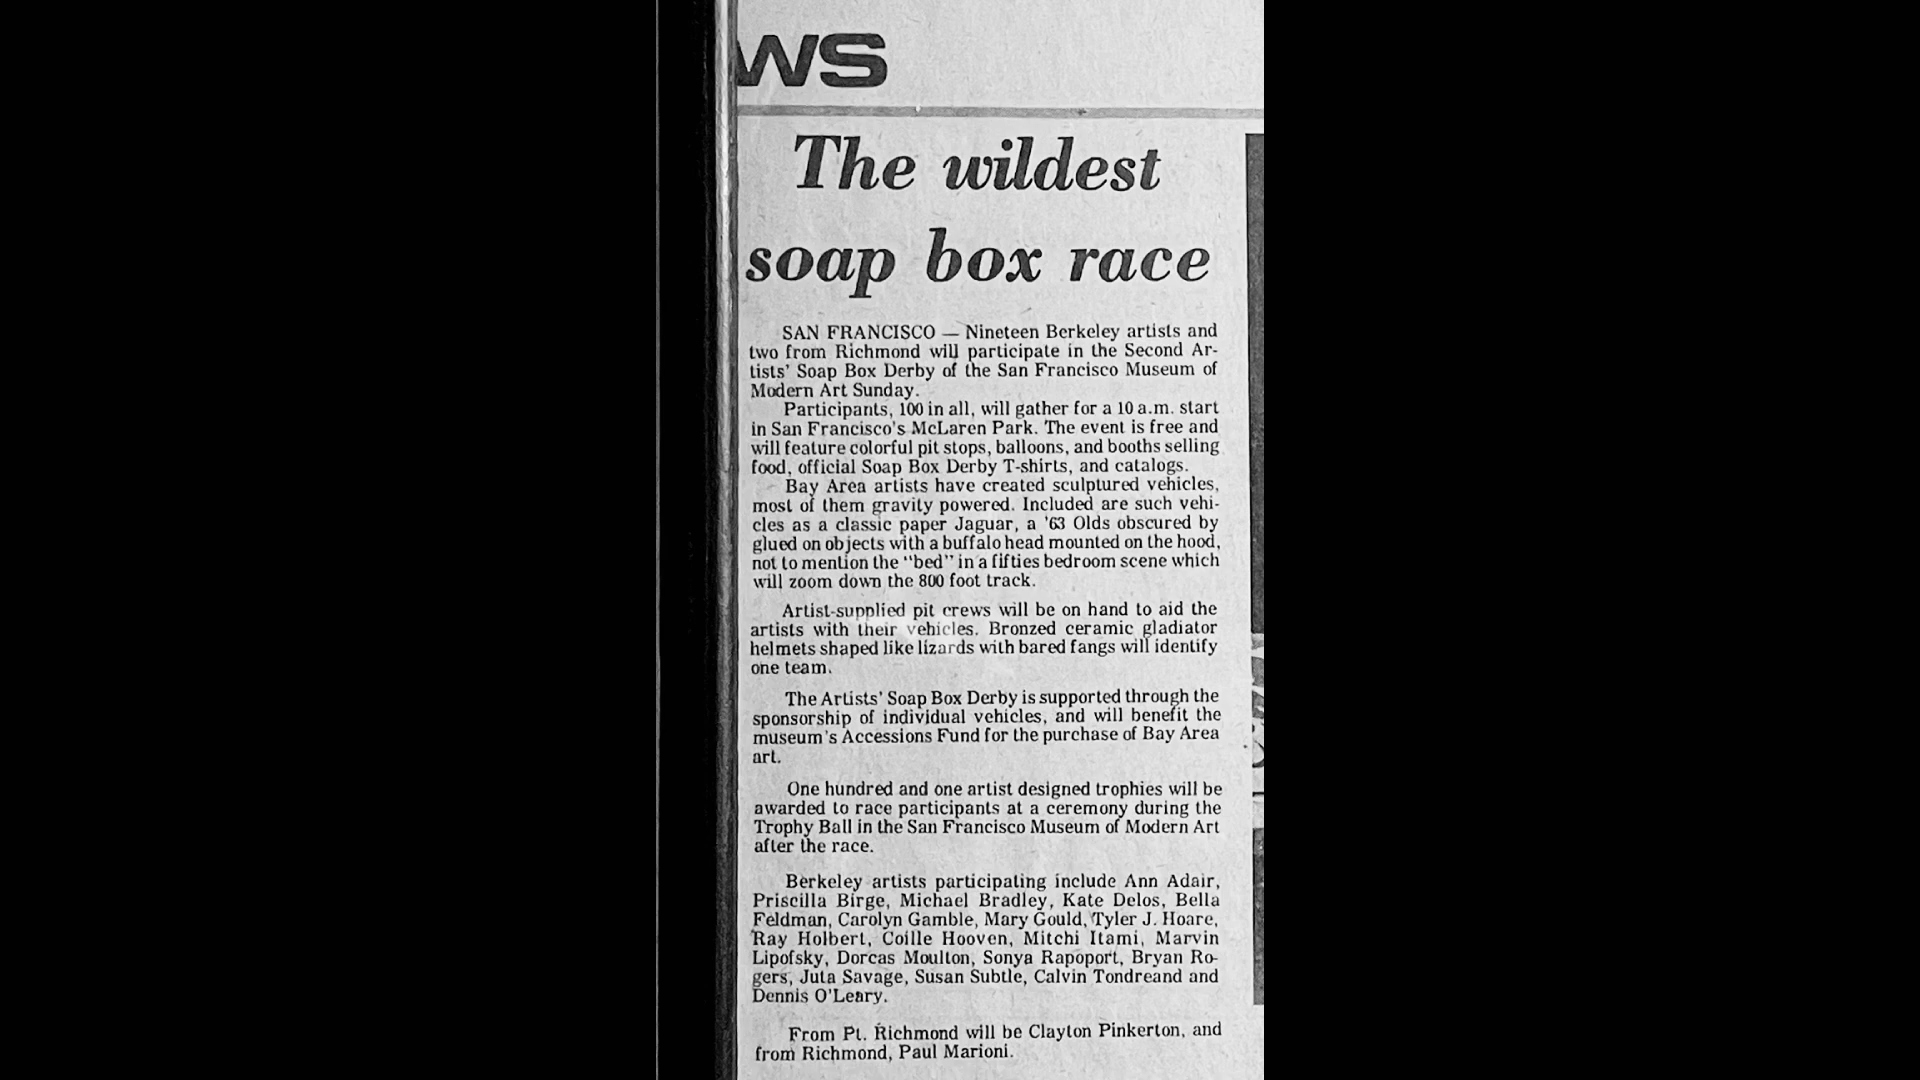 WS
The wildest
soap box race
SAN FRANCISCO — Nineteen Berkeley artists and
two from Richmond will participate in the Second Ar-
tists' Soap Box Derby of the San Francisco Museum of
Modern Art Sunday.
Participants, 100 in all, will gather for a 10 a.m. start
in San Francisco's McLaren Park. The event is free and
will feature colorful pit stops, balloons, and booths selling
food, official Soap Box Derby T-shirts, and catalogs.
Bay Area artists have created sculptured vehicles,
most of them gravity powered. Included are such vehi-
cles as a classic paper Jaguar, a '63 Olds obscured by
glued on objects with a buffalo head mounted on the hood,
not to mention the "bed" in a fifties bedroom scene which
will zoom down the 800 foot track.
Artist-supplied pit crews will be on hand to aid the
artists with their vehicles. Bronzed ceramic gladiator
helmets shaped like lizards with bared fangs will identify
one team.
The Artists' Soap Box Derby is supported through the
sponsorship of individual vehicles, and will benefit the
museum's Accessions Fund for the purchase of Bay Area
art.
One hundred and one artist designed trophies will be
awarded to race participants at a ceremony during the
Trophy Ball in the San Francisco Museum of Modern Art
after the race.
Berkeley artists participating include Ann Adair,
Priscilla Birge, Michael Bradley, Kate Delos, Bella
Feldman, Carolyn Gamble, Mary Gould, Tyler J. Hoare,
Ray Holbert, Coille Hooven, Mitchi Itami, Marvin
Lipofsky, Dorcas Moulton, Sonya Rapoport, Bryan Ro-
gers, Juta Savage, Susan Subtle, Calvin Tondreand and
Dennis O'Leary.
From Pt. Richmond will be Clayton Pinkerton, and
from Richmond, Paul Marioni.